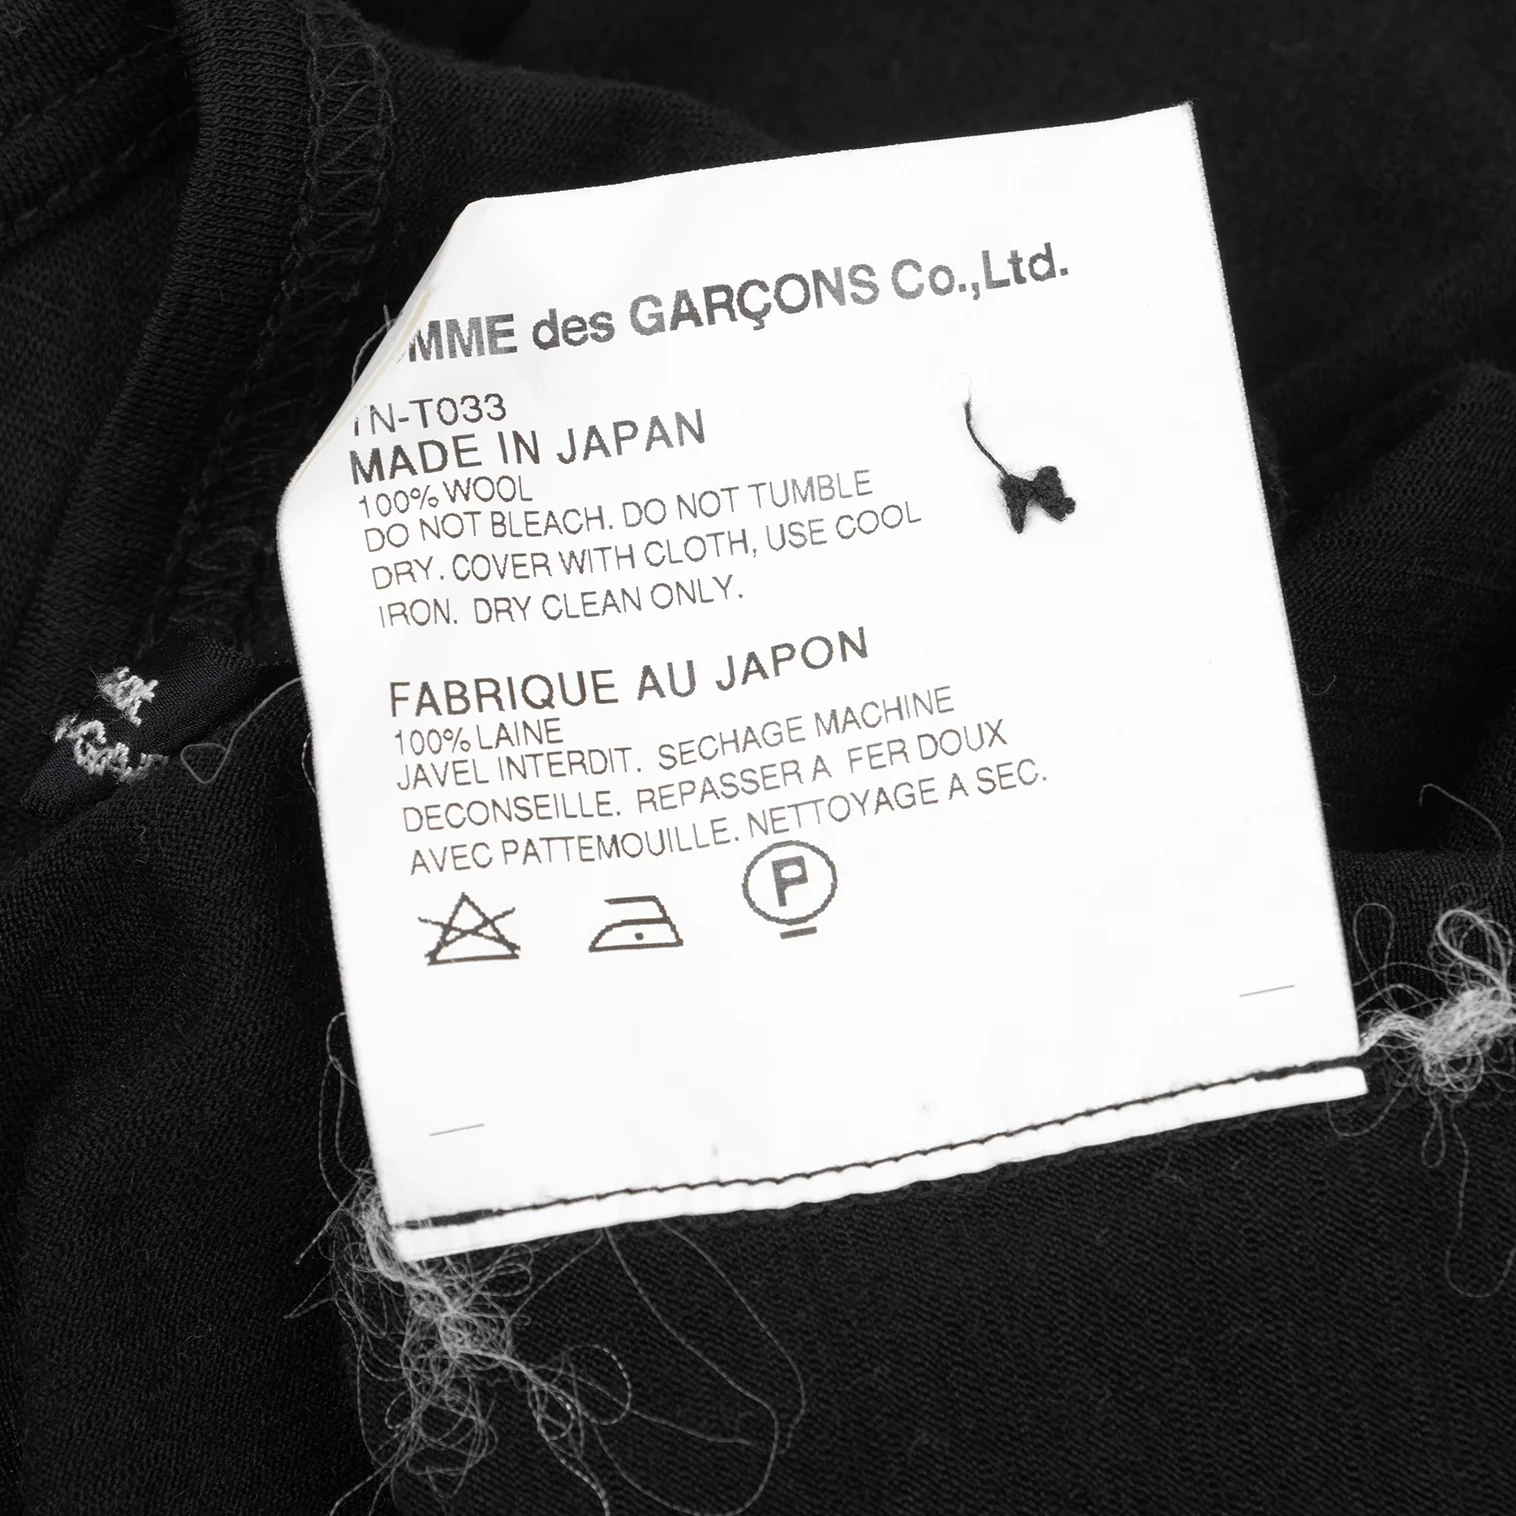 MME des GARÇONS Co.,Ltd.
N-T033
MADE IN JAPAN
100% WOOL
DO NOT BLEACH. DO NOT TUMBLE
DRY. COVER WITH CLOTH, USE COOL
IRON. DRY CLEAN ONLY.
FABRIQUE AU JAPON
100% LAINE
JAVEL INTERDIT. SECHAGE MACHINE
DECONSEILLE. REPASSER A FER DOUX
AVEC PATTEMOUILLE. NETTOYAGE A SEC.
P